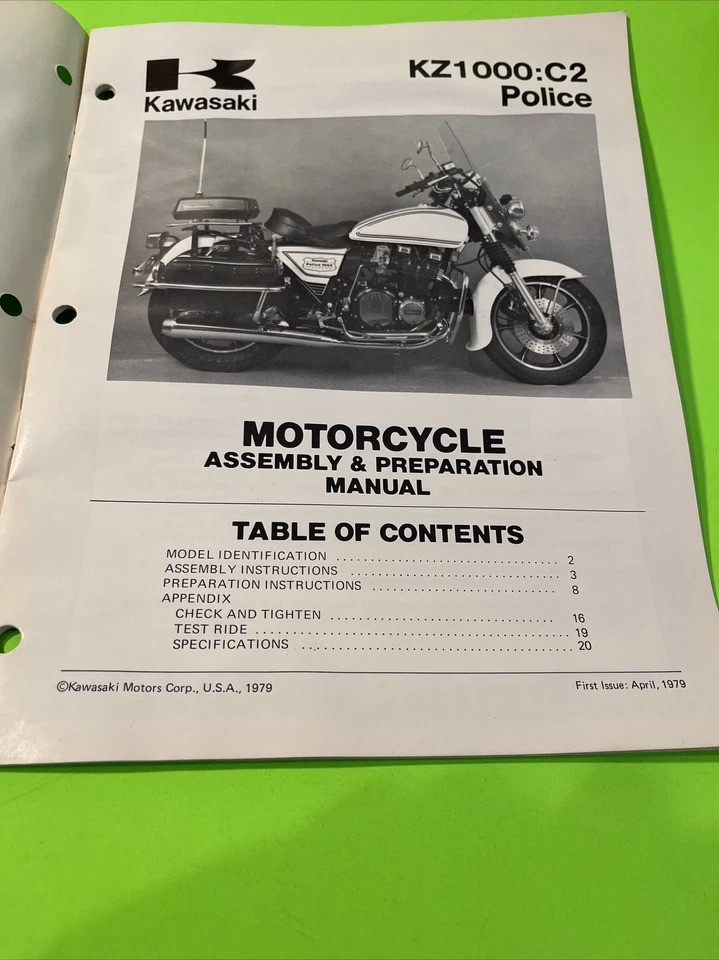 Kawasaki
KZ1000:C2
Police
MOTORCYCLE
ASSEMBLY & PREPARATION
MANUAL
TABLE OF CONTENTS
MODEL IDENTIFICATION ................................ 2
ASSEMBLY INSTRUCTIONS ............................... 3
PREPARATION INSTRUCTIONS ........................... 8
APPENDIX
CHECK AND TIGHTEN ................................. 16
TEST RIDE ............................................. 19
SPECIFICATIONS ....................................... 20
©Kawasaki Motors Corp., U.S.A., 1979
First Issue: April, 1979